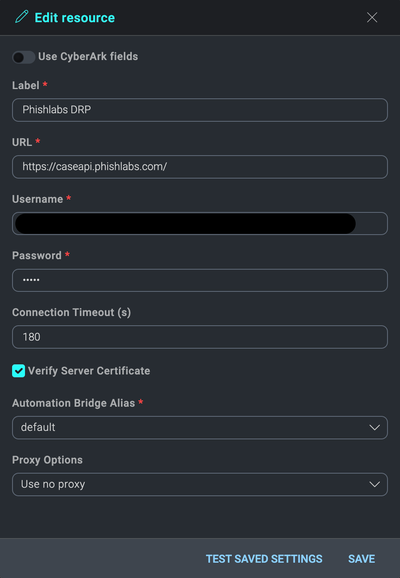 Edit resource
Use CyberArk fields
Label *
Phishlabs DRP
URL *
https://caseapi.phishlabs.com/
Username *
Password *
•••••
Connection Timeout (s)
180
Verify Server Certificate
Automation Bridge Alias *
default
Proxy Options
Use no proxy
TEST SAVED SETTINGS SAVE